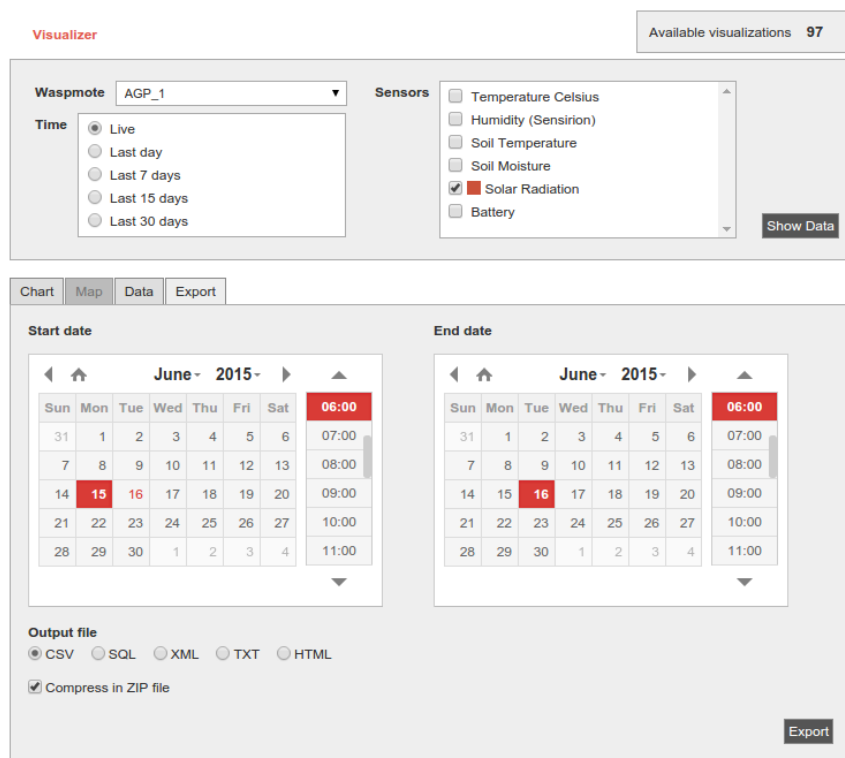 Visualizer
Available visualizations 97
Waspmote AGP_1
Time
Live
Last day
Last 7 days
Last 15 days
Last 30 days
Sensors
Temperature Celsius
Humidity (Sensirion)
Soil Temperature
Soil Moisture
Solar Radiation
Battery
Show Data
Chart Map Data Export
Start date
June 2015
Sun Mon Tue Wed Thu Fri Sat 06:00
31 1 2 3 4 5 6 07:00
7 8 9 10 11 12 13 08:00
14 15 16 17 18 19 20 09:00
21 22 23 24 25 26 27 10:00
28 29 30 1 2 3 4 11:00
End date
June 2015
Sun Mon Tue Wed Thu Fri Sat 06:00
31 1 2 3 4 5 6 07:00
7 8 9 10 11 12 13 08:00
14 15 16 17 18 19 20 09:00
21 22 23 24 25 26 27 10:00
28 29 30 1 2 3 4 11:00
Output file
CSV SQL XML TXT HTML
Compress in ZIP file
Export